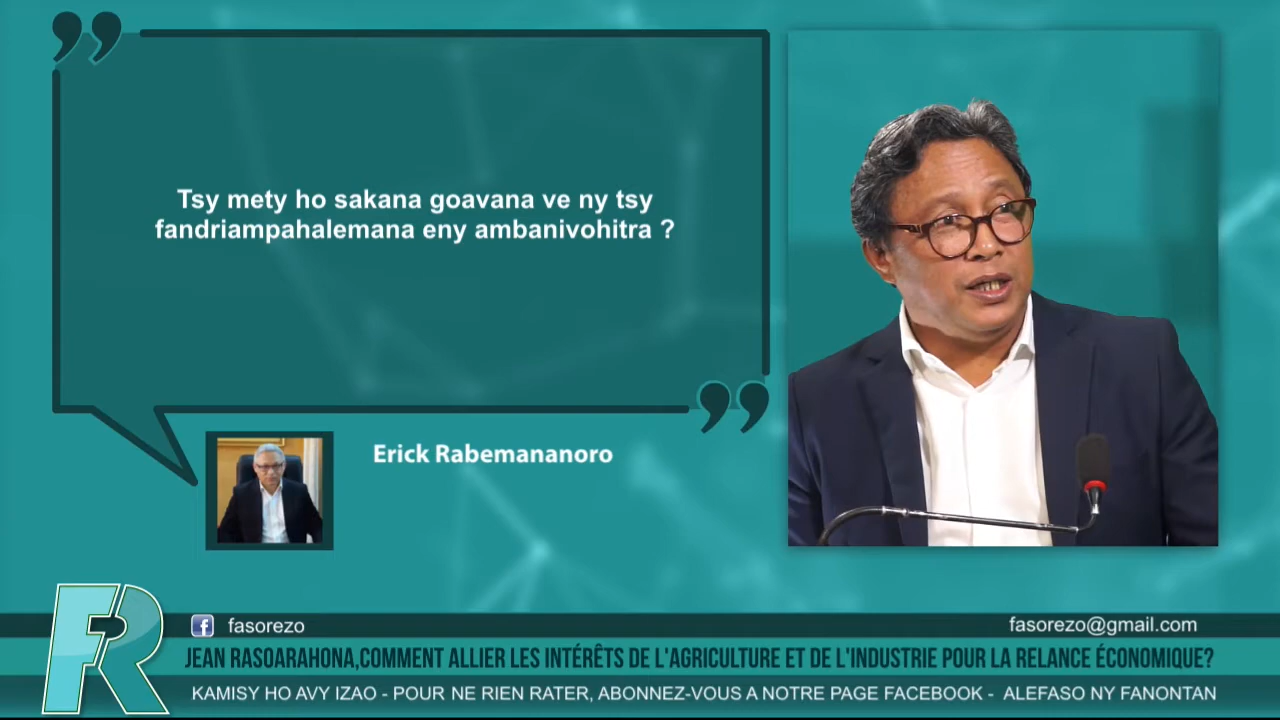 Tsy mety ho sakana goavana ve ny tsy
fandriampahalemana eny ambanivohitra ?
Erick Rabemananoro
FR
fasorezo
fasorezo@gmail.com
JEAN RASOARAHONA,COMMENT ALLIER LES INTÉRÊTS DE L'AGRICULTURE ET DE L'INDUSTRIE POUR LA RELANCE ÉCONOMIQUE?
KAMISY HO AVY IZAO - POUR NE RIEN RATER, ABONNEZ-VOUS A NOTRE PAGE FACEBOOK - ALEFASO NY FANONTAN